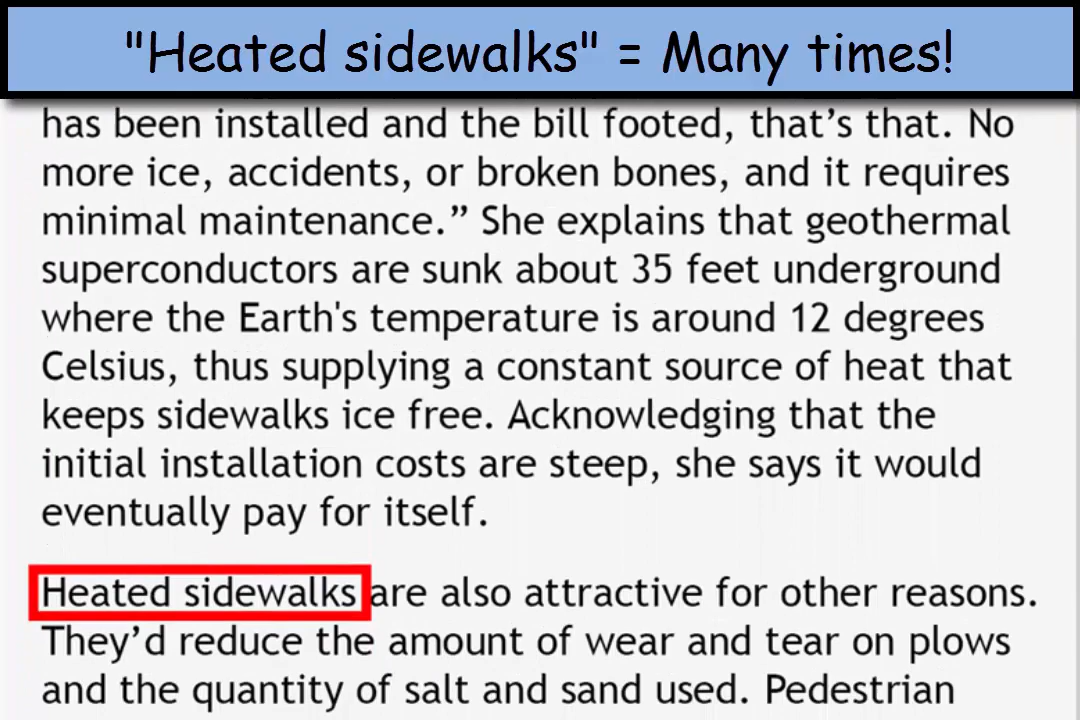 "Heated sidewalks" = Many times!
has been installed and the bill footed, that’s that. No
more ice, accidents, or broken bones, and it requires
minimal maintenance.” She explains that geothermal
superconductors are sunk about 35 feet underground
where the Earth's temperature is around 12 degrees
Celsius, thus supplying a constant source of heat that
keeps sidewalks ice free. Acknowledging that the
initial installation costs are steep, she says it would
eventually pay for itself.
Heated sidewalks are also attractive for other reasons.
They’d reduce the amount of wear and tear on plows
and the quantity of salt and sand used. Pedestrian